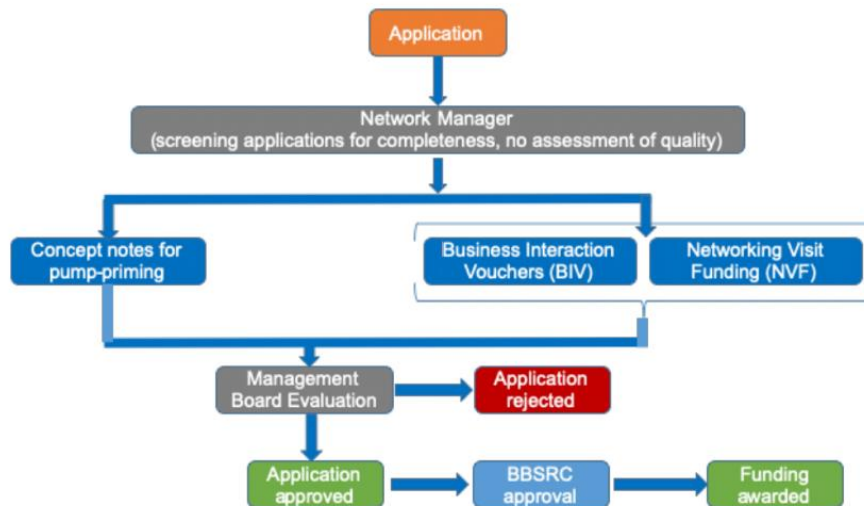 Application
Network Manager
(screening applications for completeness, no assessment of quality)
Concept notes for
pump-priming
Business Interaction
Vouchers (BIV)
Networking Visit
Funding (NVF)
Management
Board Evaluation
Application
rejected
Application
approved
BBSRC
approval
Funding
awarded